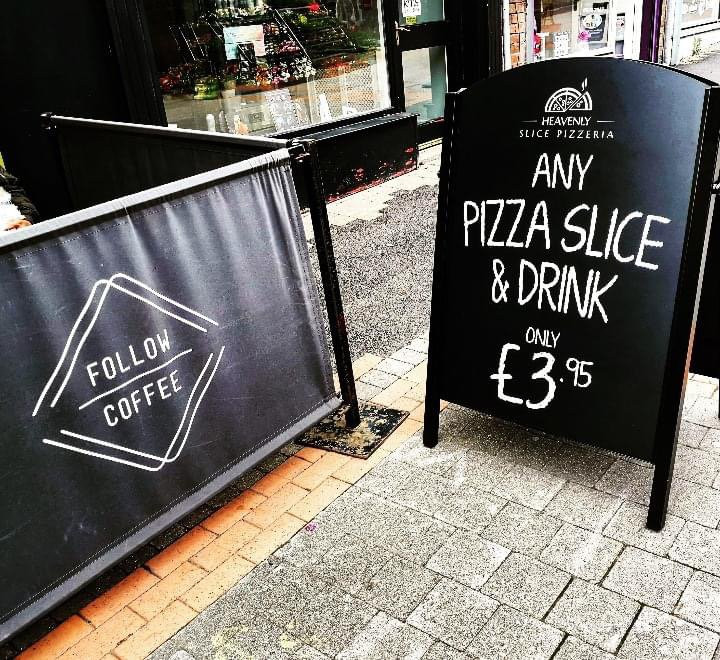 FOLLOW
COFFEE
HEAVENLY
SLICE PIZZERIA
ANY
PIZZA SLICE
& DRINK
ONLY
£3.95